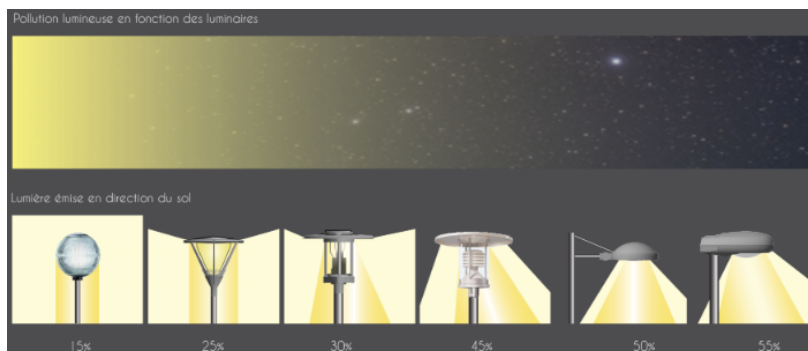 Pollution lumineuse en fonction des luminaires
Lumière émise en direction du sol
15% 25% 30% 45% 50% 55%